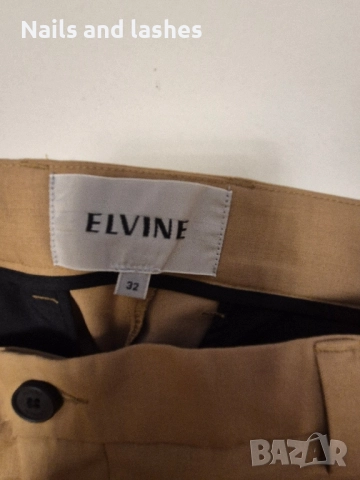 Nails and lashes
ELVINE
32
BAZAR